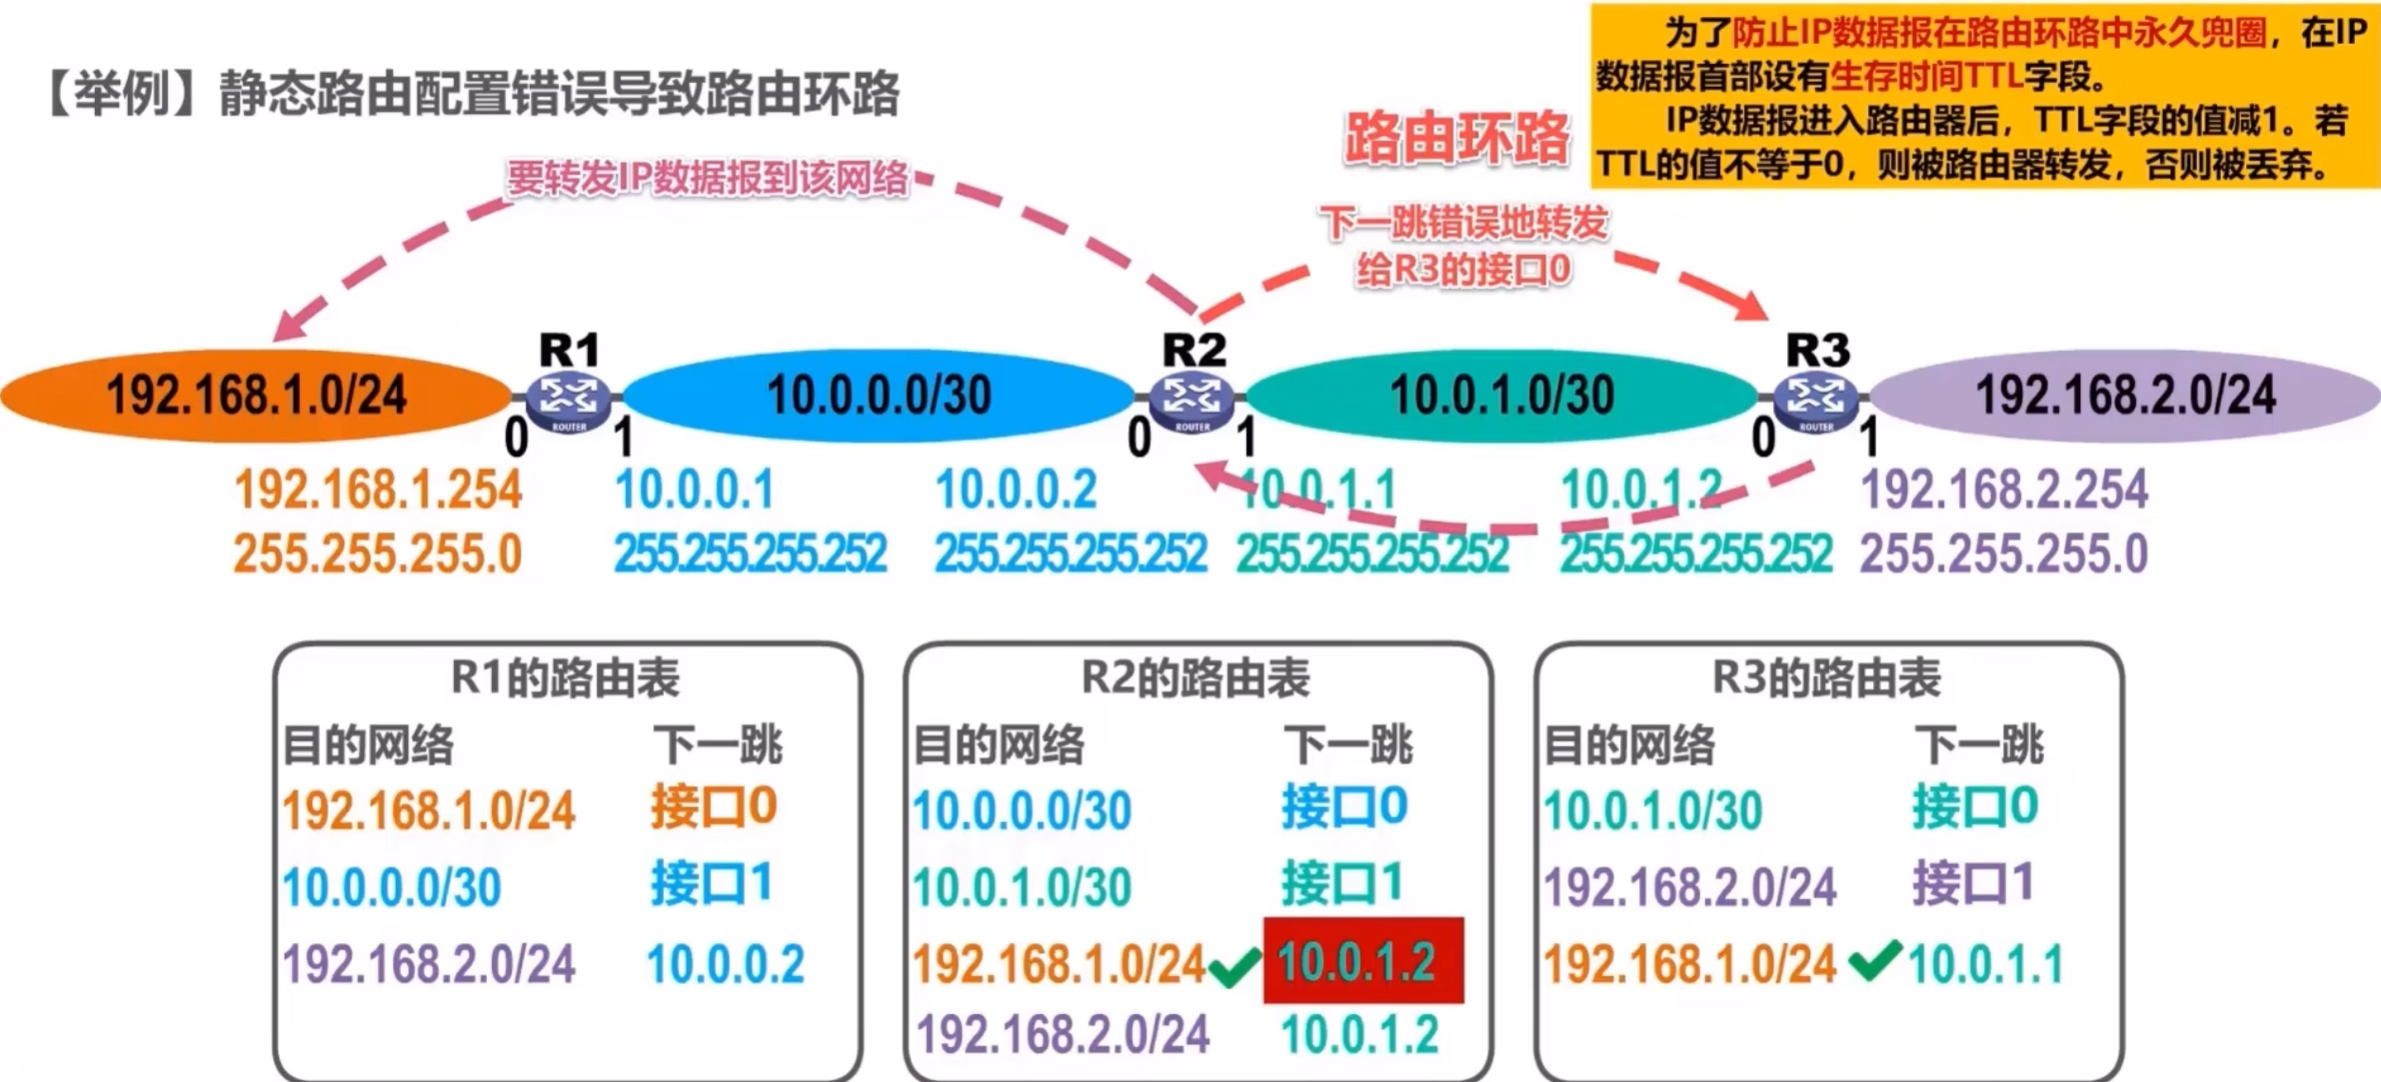 【举例】静态路由配置错误导致路由环路
为了防止IP数据报在路由环路中永久兜圈，在IP
数据报首部设有生存时间TTL字段。
IP数据报进入路由器后，TTL字段的值减1。若
TTL的值不等于0，则被路由器转发，否则被丢弃。
路由环路
要转发IP数据报到该网络
下一跳错误地转发
给R3的接口0
R1
R2
R3
192.168.1.0/24
ROUTER
10.0.0.0/30
ROUTER
10.0.1.0/30
ROUTER
192.168.2.0/24
0
1
0
1
0
1
192.168.1.254
255.255.255.0
10.0.0.1
255.255.255.252
10.0.0.2
255.255.255.252
10.0.1.1
255.255.255.252
10.0.1.2
255.255.255.252
192.168.2.254
255.255.255.0
R1的路由表
目的网络 下一跳
192.168.1.0/24 接口0
10.0.0.0/30 接口1
192.168.2.0/24 10.0.0.2
R2的路由表
目的网络 下一跳
10.0.0.0/30 接口0
10.0.1.0/30 接口1
192.168.1.0/24 10.0.1.2
192.168.2.0/24 10.0.1.2
R3的路由表
目的网络 下一跳
10.0.1.0/30 接口0
192.168.2.0/24 接口1
192.168.1.0/24 10.0.1.1